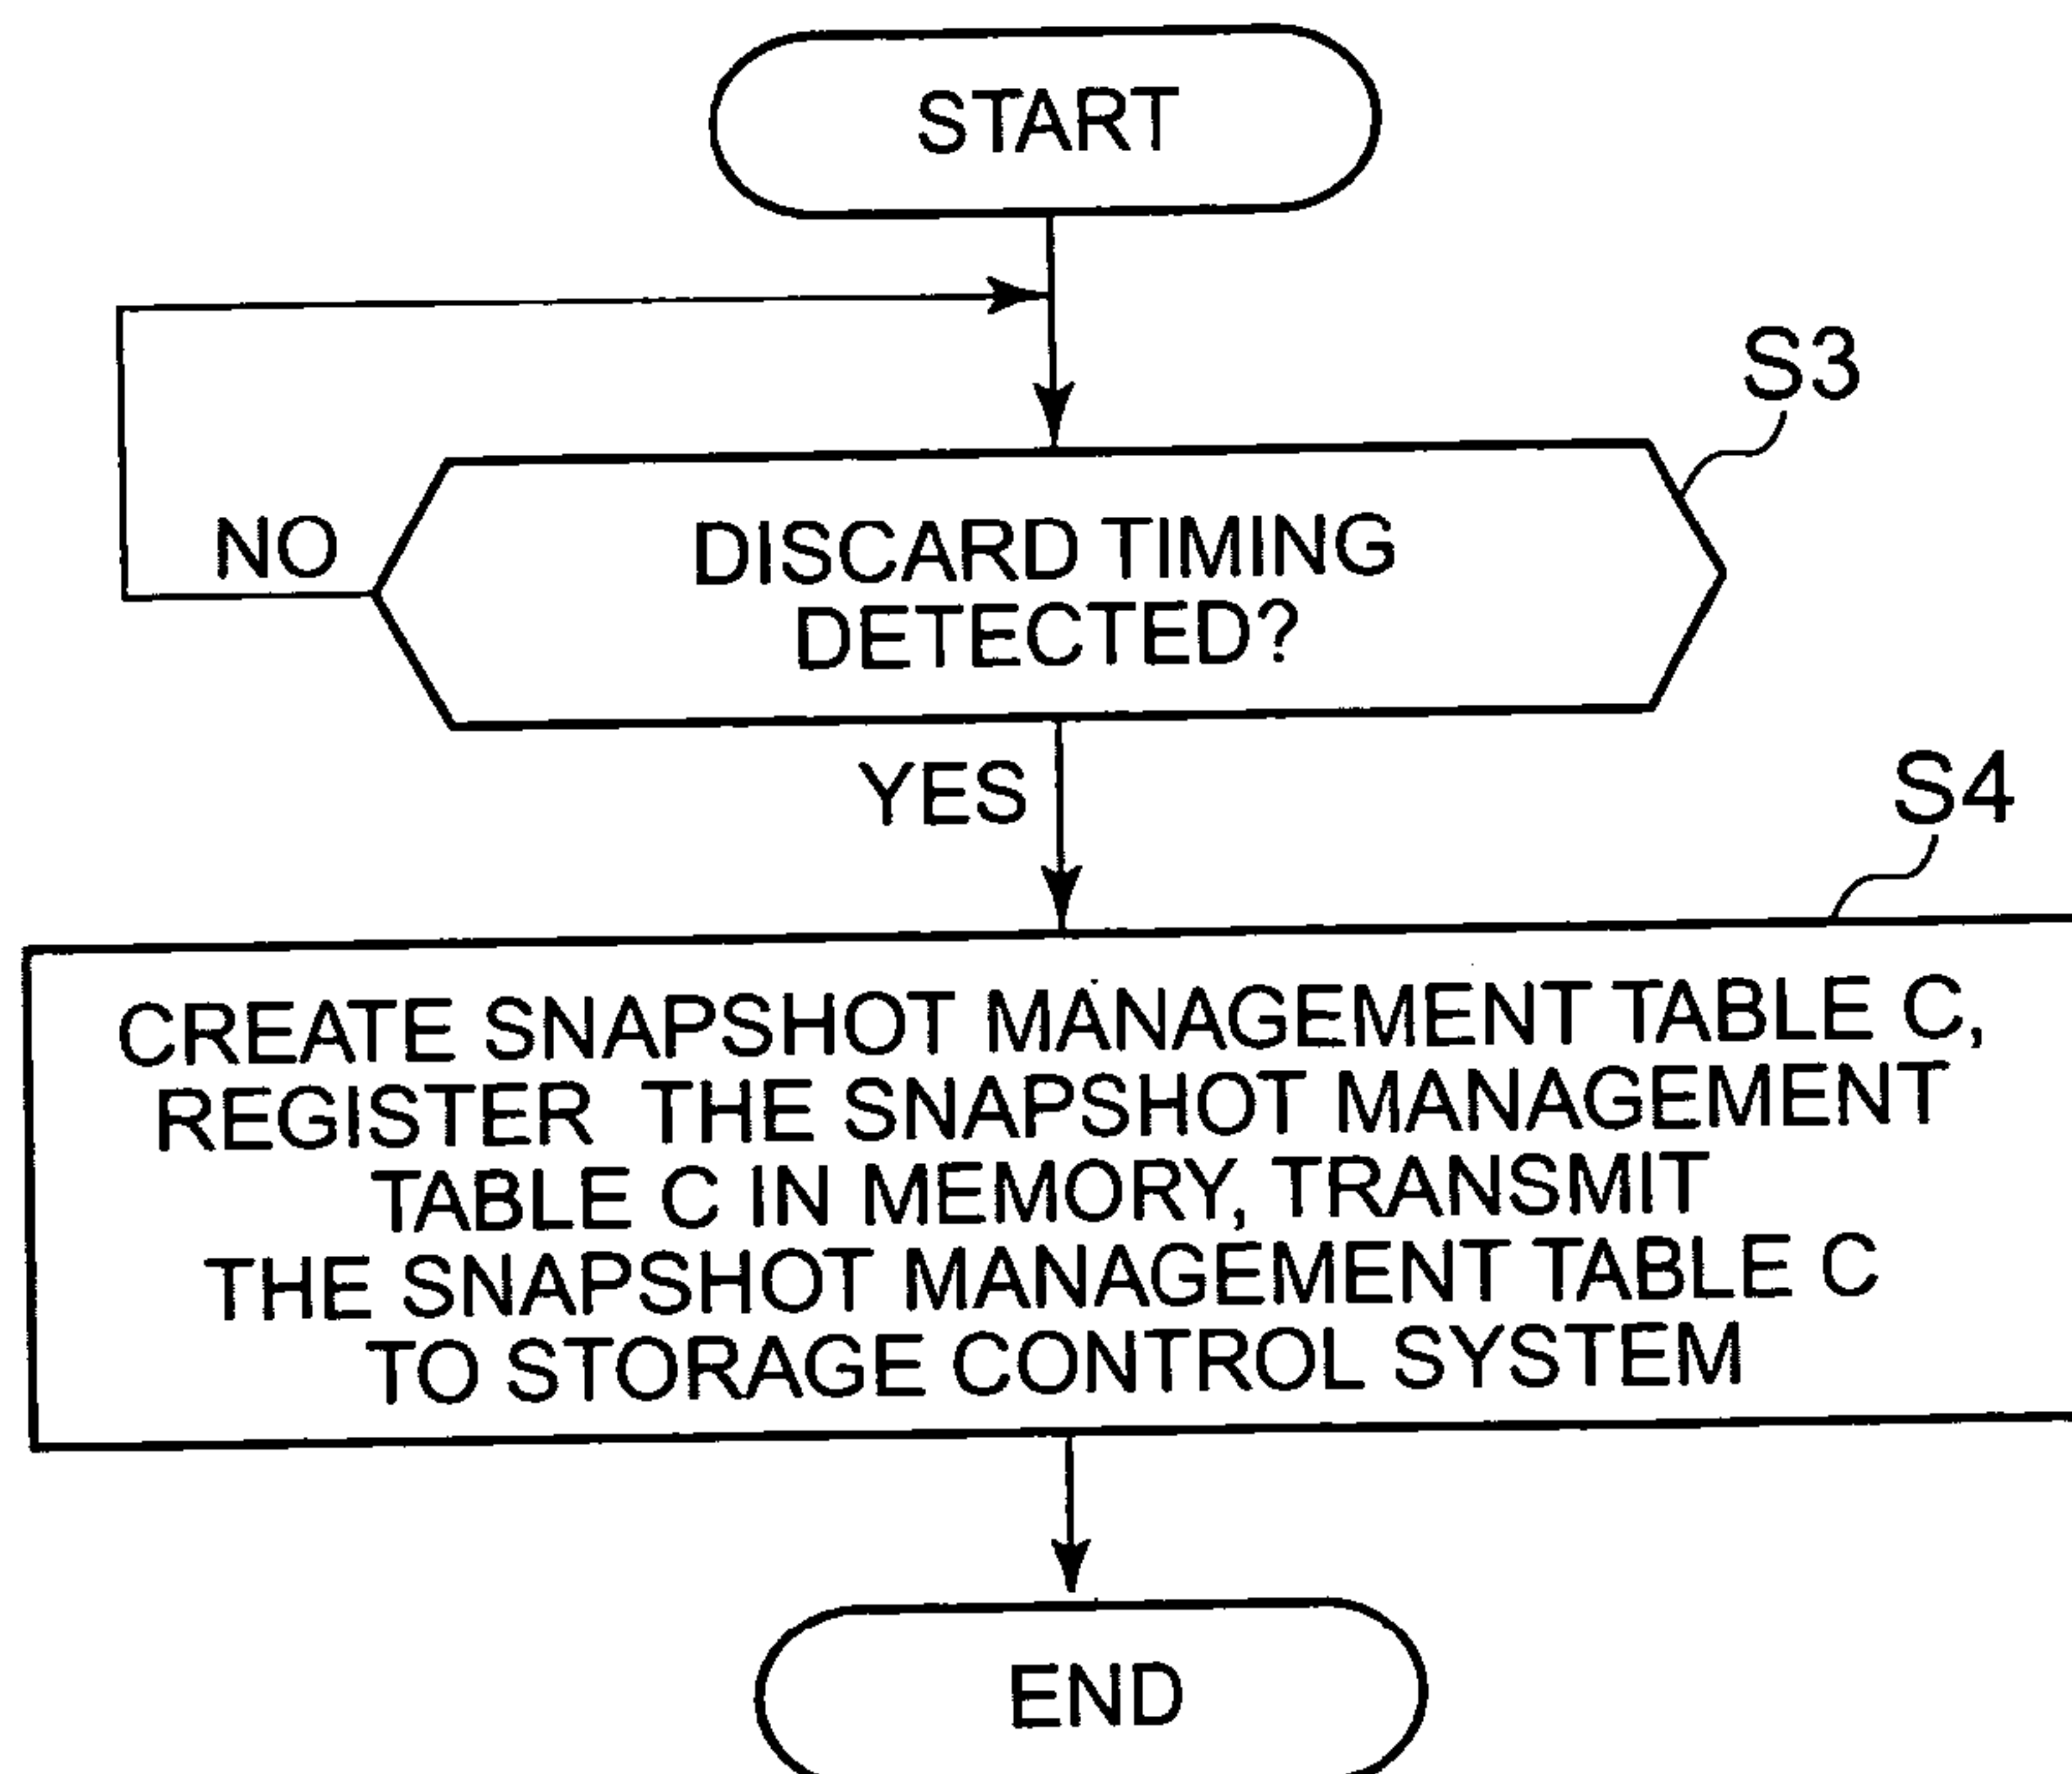 START
S3
NO
DISCARD TIMING
DETECTED?
YES
S4
CREATE SNAPSHOT MANAGEMENT TABLE C,
REGISTER THE SNAPSHOT MANAGEMENT
TABLE C IN MEMORY, TRANSMIT
THE SNAPSHOT MANAGEMENT TABLE C
TO STORAGE CONTROL SYSTEM
END